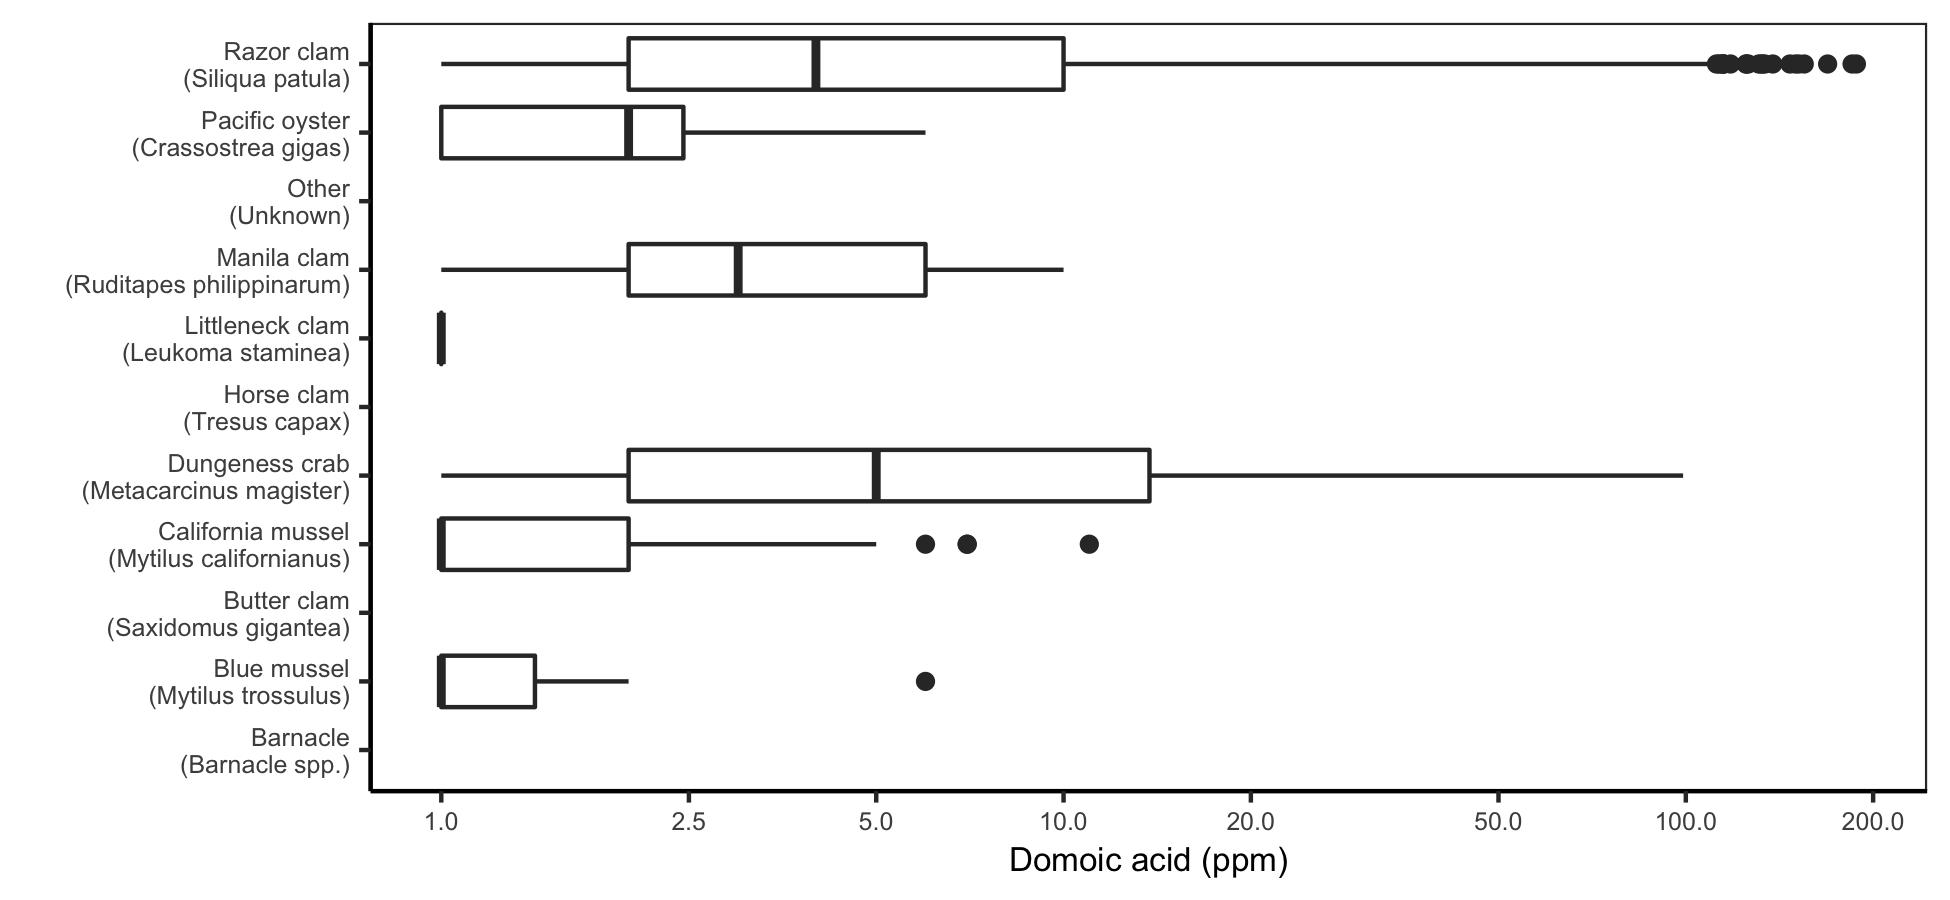 Razor clam
(Siliqua patula)
Pacific oyster
(Crassostrea gigas)
Other
(Unknown)
Manila clam
(Ruditapes philippinarum)
Littleneck clam
(Leukoma staminea)
Horse clam
(Tresus capax)
Dungeness crab
(Metacarcinus magister)
California mussel
(Mytilus californianus)
Butter clam
(Saxidomus gigantea)
Blue mussel
(Mytilus trossulus)
Barnacle
(Barnacle spp.)
1.0 2.5 5.0 10.0 20.0 50.0 100.0 200.0
Domoic acid (ppm)